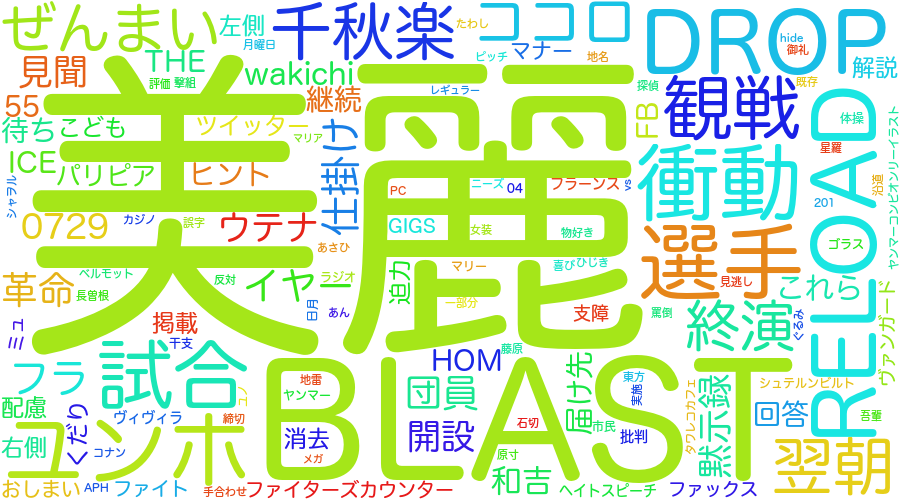 ぜんまい
左側
月曜日
千秋楽
たわし
ココロ
DROP
hide
御礼
見聞
THE
評価
撃組
wakichi
レギュラー
ピッチ
マナー
地名
解説
55
待ち
こども
ツイッター
マリア
継続
探偵
FB
観戦
既存
体操
ICE
パリピア
ヒント
仕掛け
美麗
衝動
星羅
RELOAD
シャヲル
カジノ
誤字
PC
ニーズ
04
フラーンス
vs
沿道
201
ヤンマーコンピオンリーイラスト
0729
ウテナ
GIGS
女装
物好き
選手
ゴラス
あさひ
革命
ベルモット
長曽根
反対
イヤー
ラジオ
迫力
マリー
喜び
ひじき
見逃し
これら
一部分
ミュ
掲載
干支
日月
あん
支障
罵倒
終演
ぐるみ
ヴァンガード
フラ
試合
BLAST
HOM
藤原
地雷
ヤンマー
ユノ
団員
届け先
東方
実施
タワレコカフェ
シュテルンビルト
配慮
くだり
ヴィヴィラ
締切
コナン
ユンホ
消去
開設
石切
市民
批判
黙示録
回答
吾輩
右側
メガ
原寸
和吉
翌朝
おしまい
APH
ファイト
手合わせ
ファイターズカウンター
ヘイトスピーチ
ファックス